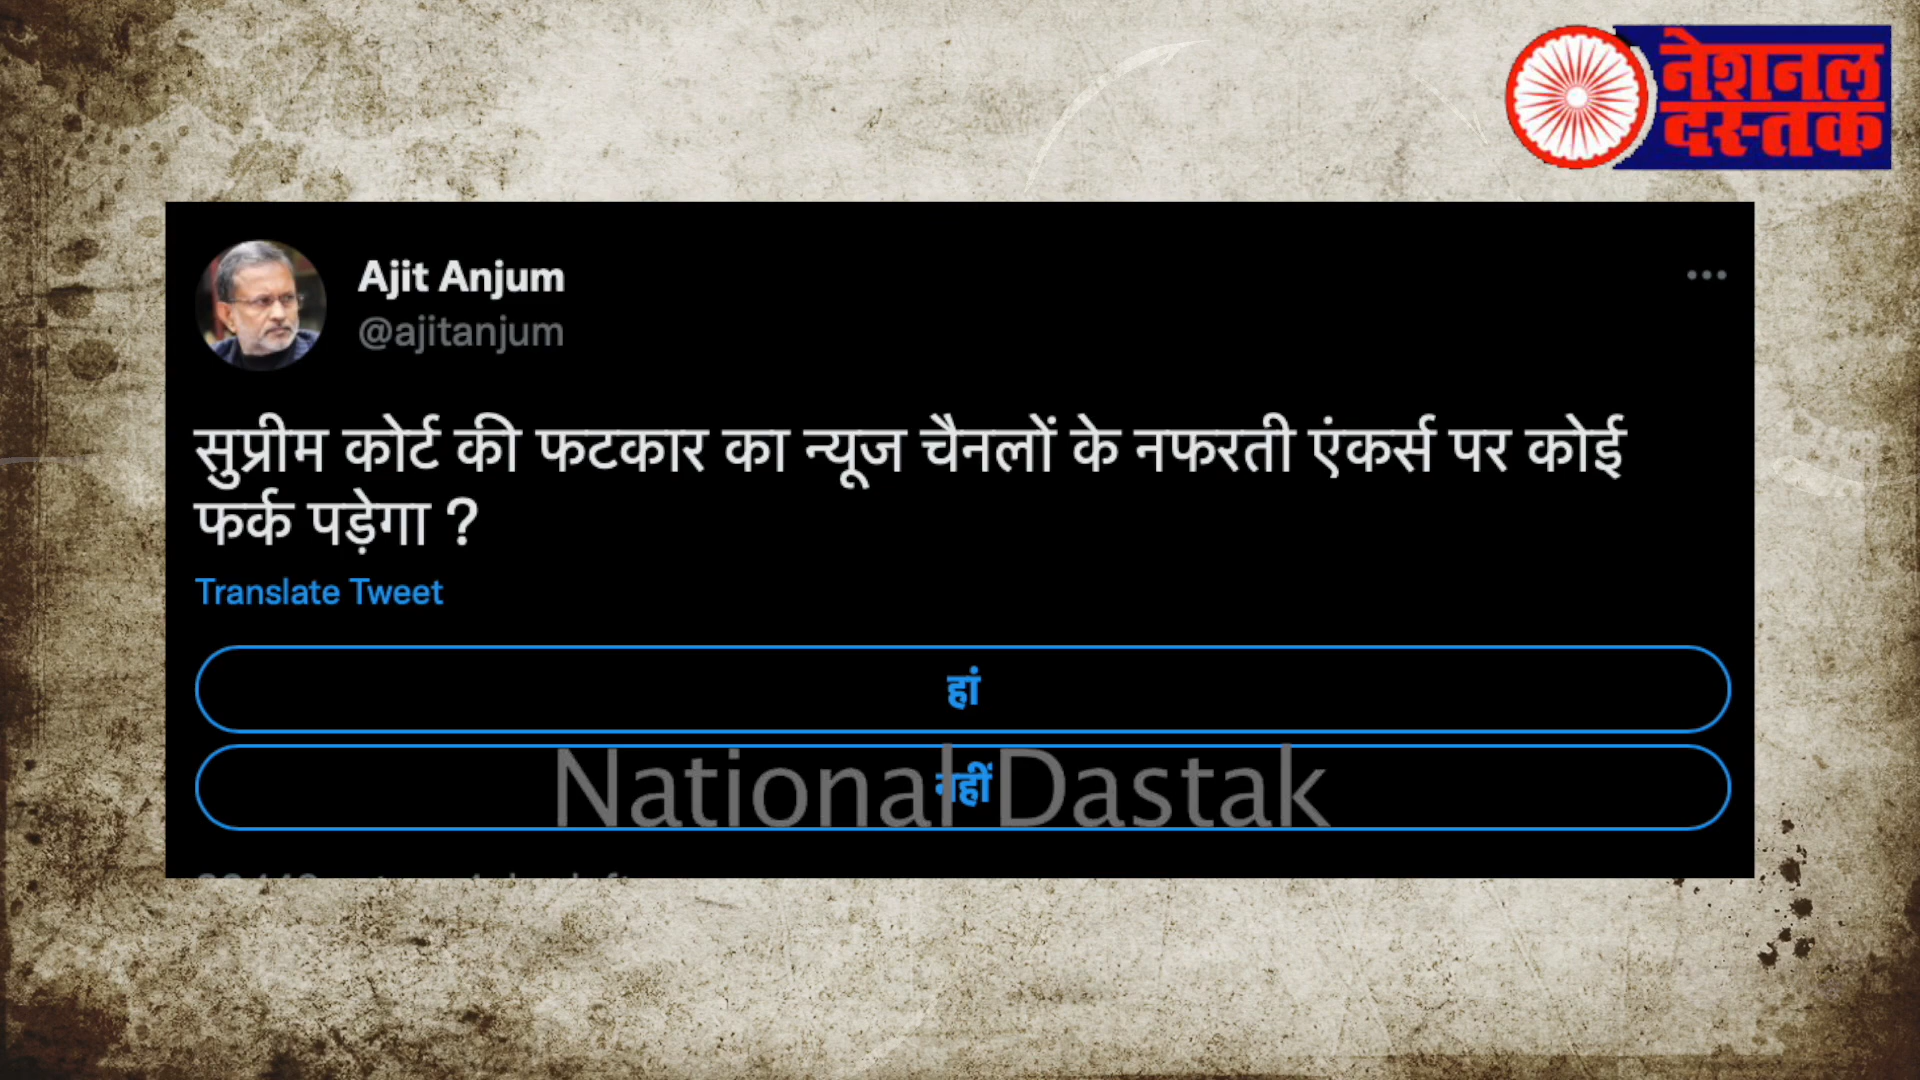 नेशनल
दस्तक
Ajit Anjum
@ajitanjum
सुप्रीम कोर्ट की फटकार का न्यूज चैनलों के नफरती एंकर्स पर कोई
फर्क पड़ेगा ?
Translate Tweet
हां
नहीं
National Dastak